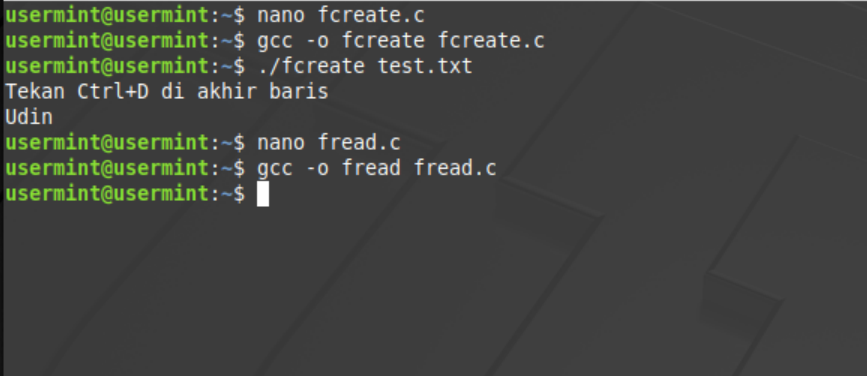 usermint@usermint:~$ nano fcreate.c
usermint@usermint:~$ gcc -o fcreate fcreate.c
usermint@usermint:~$ ./fcreate test.txt
Tekan Ctrl+D di akhir baris
Udin
usermint@usermint:~$ nano fread.c
usermint@usermint:~$ gcc -o fread fread.c
usermint@usermint:~$